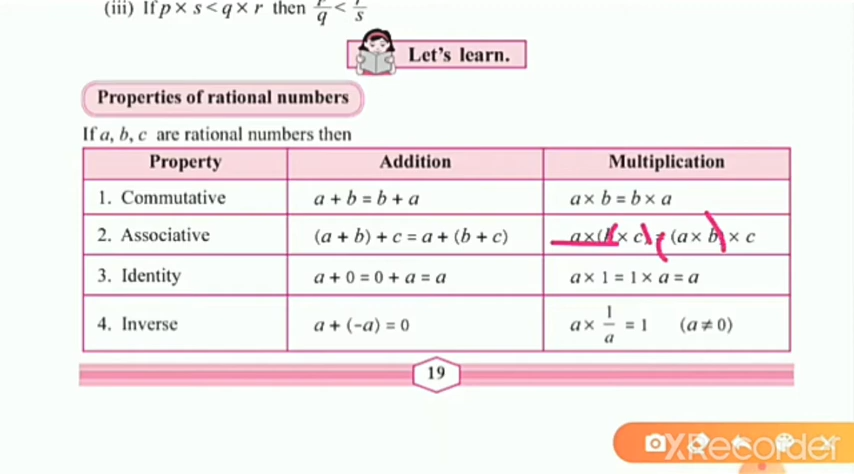 (iii) If p × s < q × r then p/q < r/s
Let's learn.
Properties of rational numbers
If a, b, c are rational numbers then
Property Addition Multiplication
1. Commutative a + b = b + a a × b = b × a
2. Associative (a + b) + c = a + (b + c) a × (b × c) = (a × b) × c
3. Identity a + 0 = 0 + a = a a × 1 = 1 × a = a
4. Inverse a + (-a) = 0 a × 1/a = 1 (a ≠ 0)
19
XRecorder